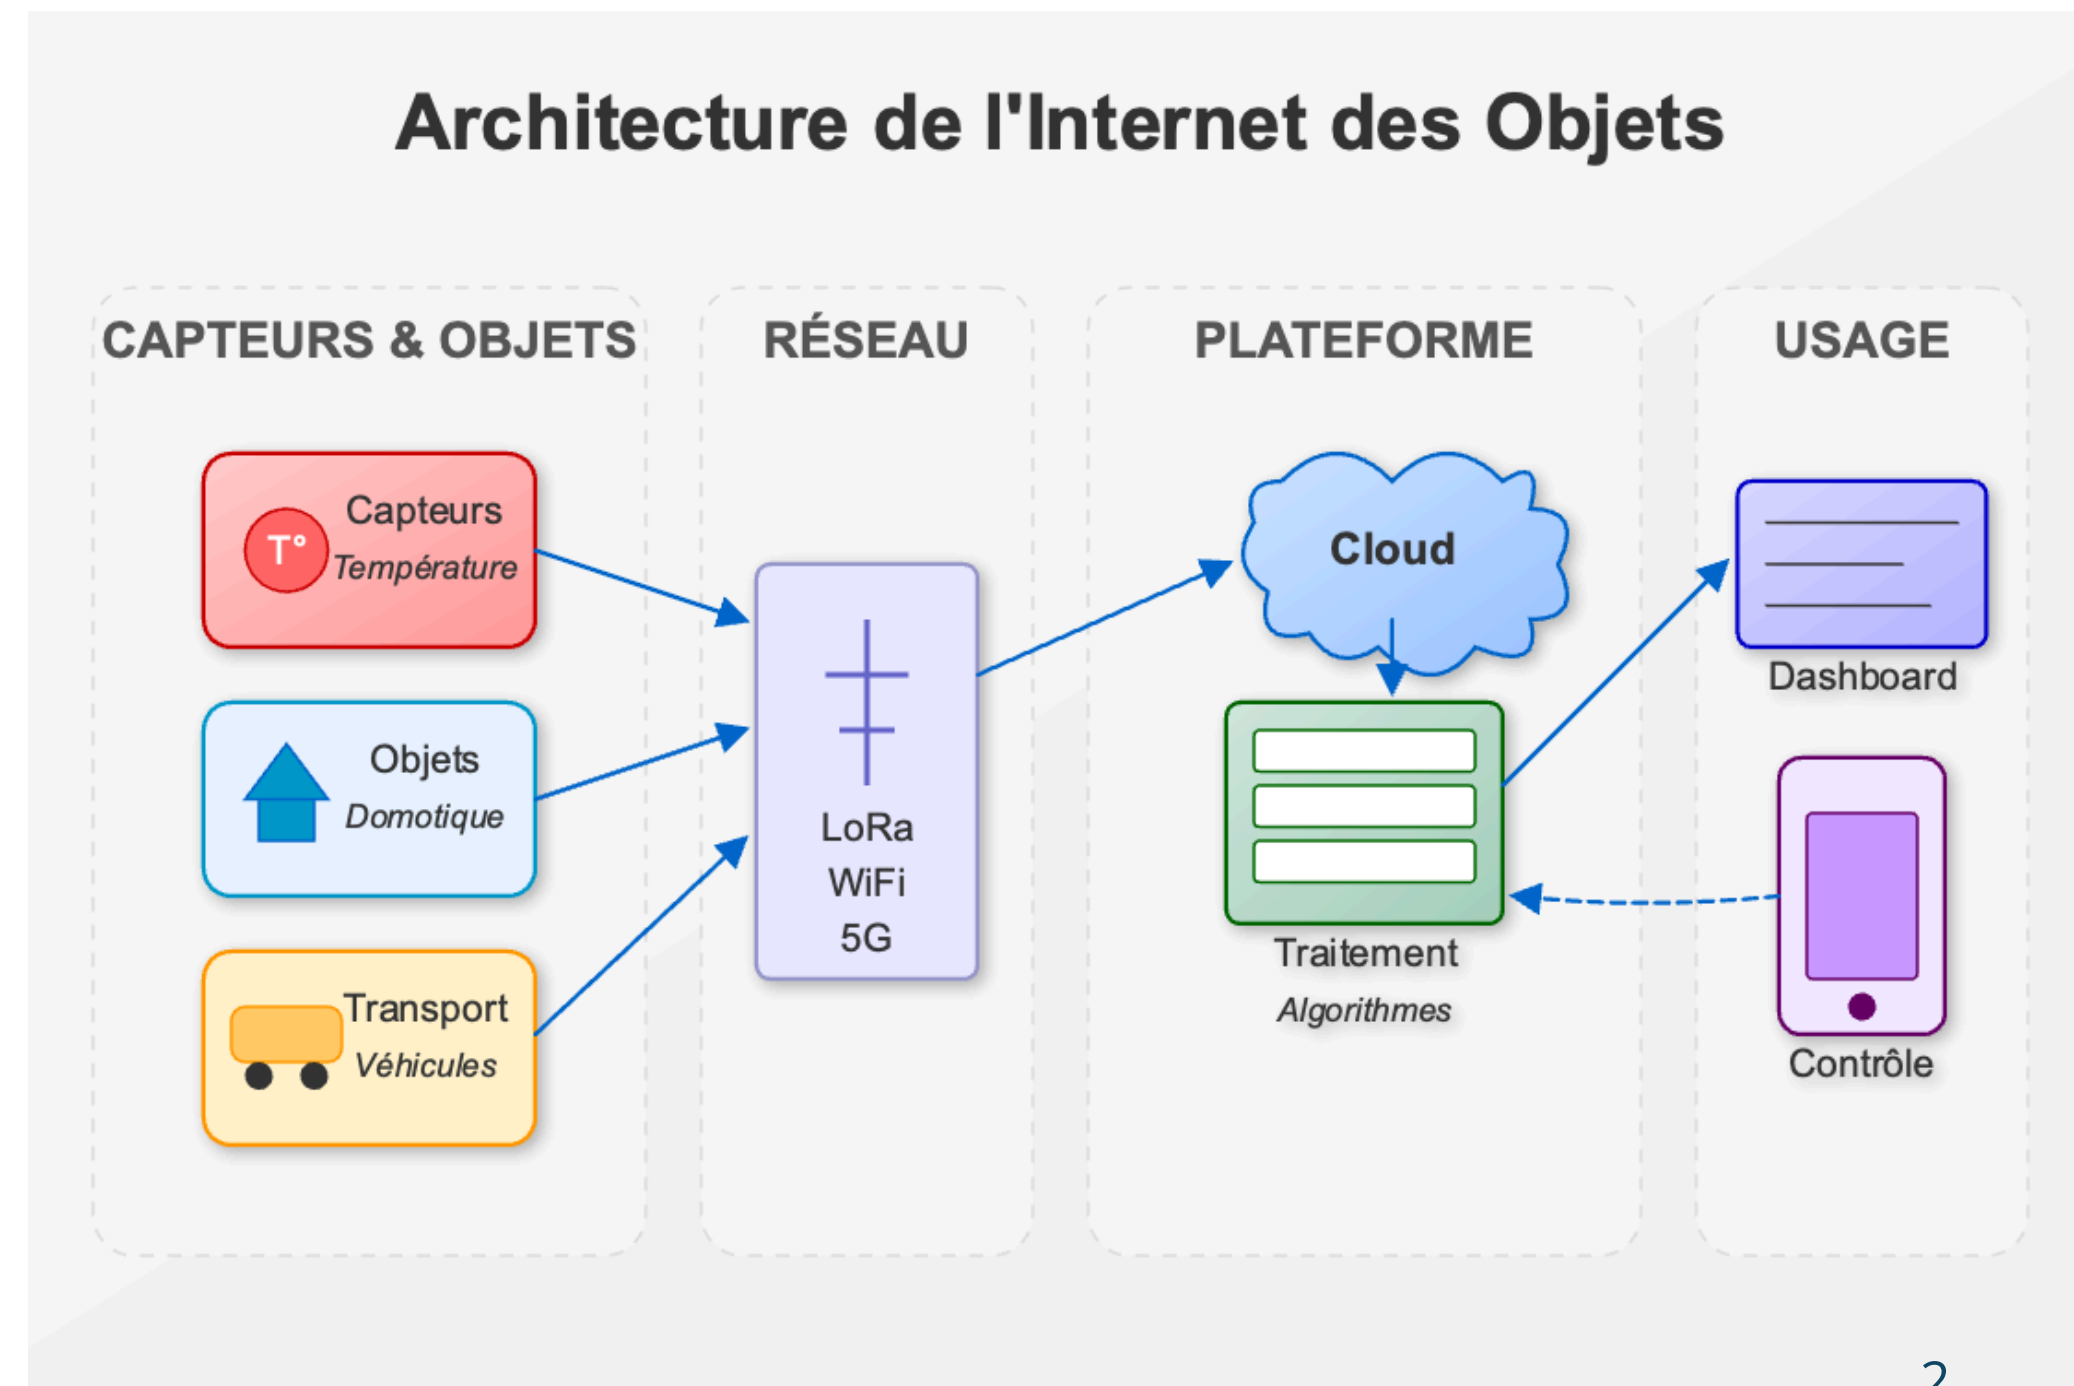 Architecture de l'Internet des Objets
CAPTEURS & OBJETS
T°
Capteurs
Température
Objets
Domotique
Transport
Véhicules
RÉSEAU
LoRa
WiFi
5G
PLATEFORME
Cloud
Traitement
Algorithmes
USAGE
Dashboard
Contrôle
2